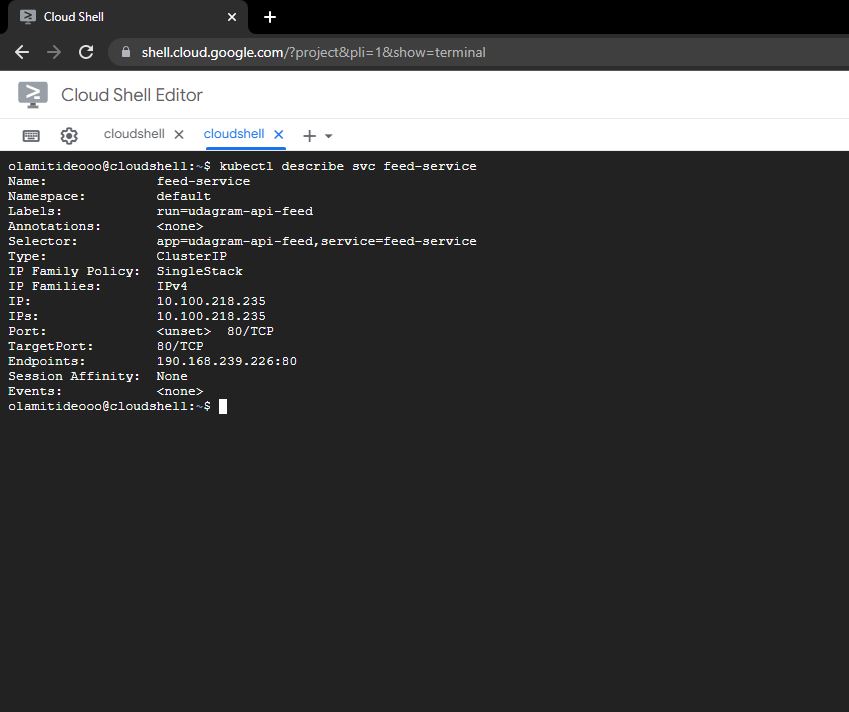 Cloud Shell
shell.cloud.google.com/?project&pli=1&show=terminal
Cloud Shell Editor
cloudshell cloudshell
olamitideooo@cloudshell:~$ kubectl describe svc feed-service
Name: feed-service
Namespace: default
Labels: run=udagram-api-feed
Annotations: <none>
Selector: app=udagram-api-feed,service=feed-service
Type: ClusterIP
IP Family Policy: SingleStack
IP Families: IPv4
IP: 10.100.218.235
IPs: 10.100.218.235
Port: <unset> 80/TCP
TargetPort: 80/TCP
Endpoints: 190.168.239.226:80
Session Affinity: None
Events: <none>
olamitideooo@cloudshell:~$